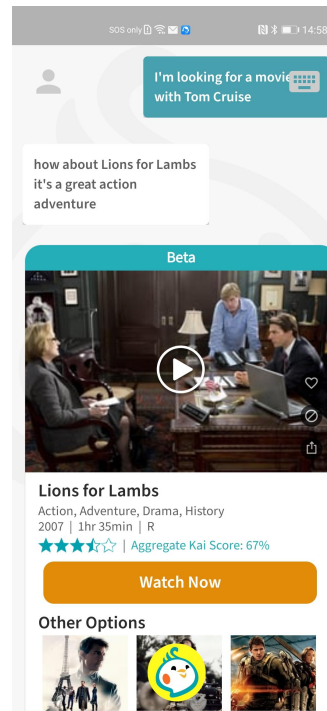 SOS only
14:58
I'm looking for a movie
with Tom Cruise
how about Lions for Lambs
it's a great action
adventure
Beta
Lions for Lambs
Action, Adventure, Drama, History
2007 | 1hr 35min | R
| Aggregate Kai Score: 67%
Watch Now
Other Options